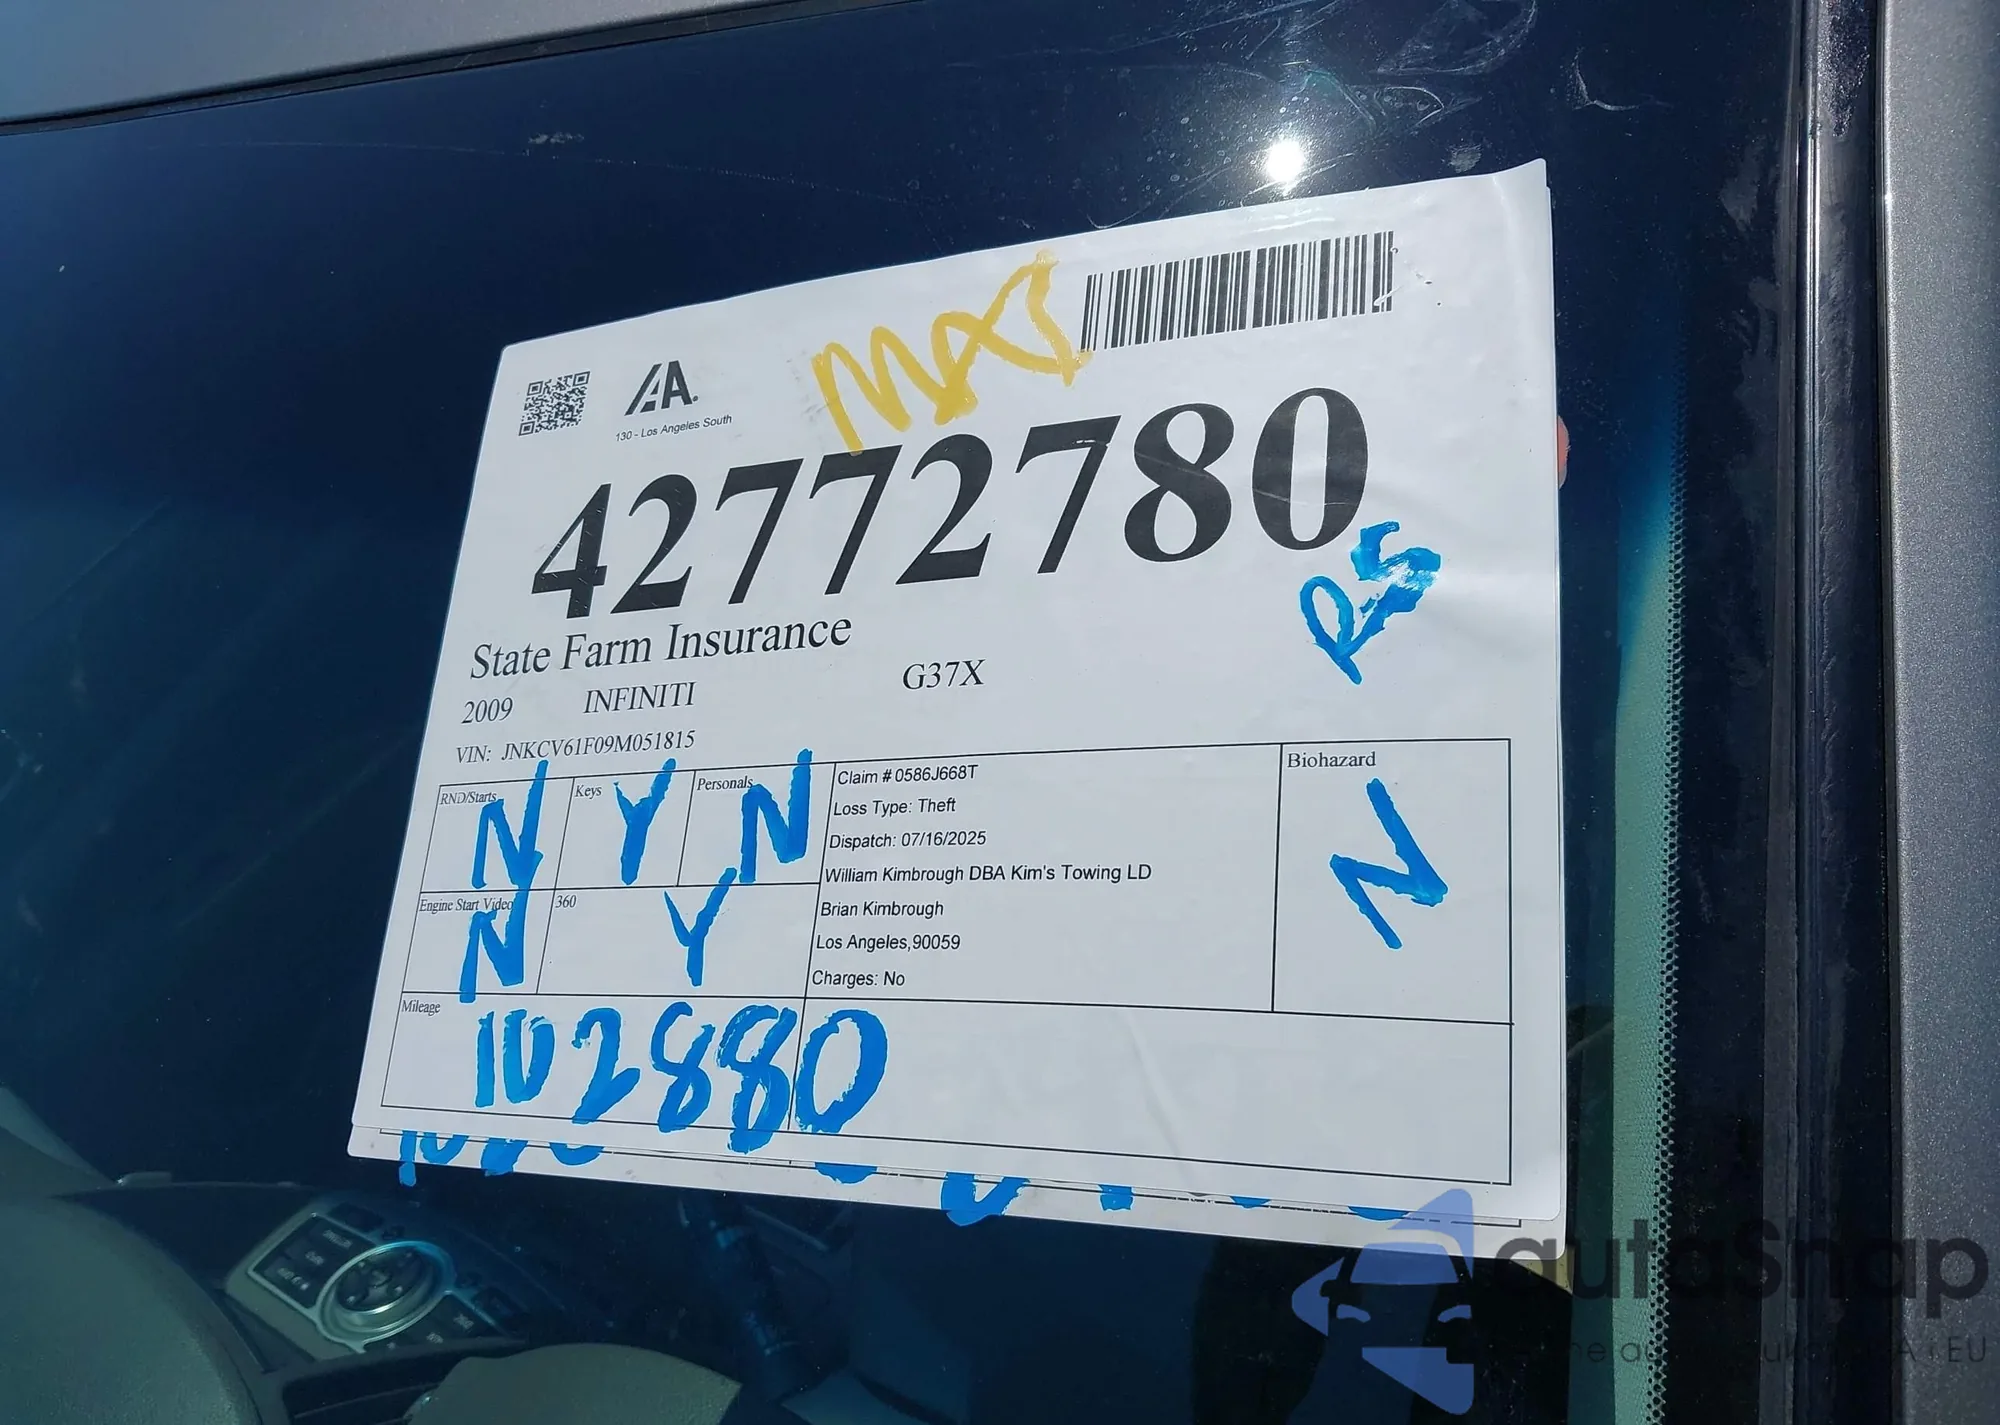 IAA.
130 - Los Angeles South
MAX
42772780
RS
State Farm Insurance
2009 INFINITI G37X
VIN: JNKCV61F09M051815
RND/Starts N
Keys Y
Personals N
Engine Start Video N
360 Y
Mileage 102880
Claim # 0586J668T
Loss Type: Theft
Dispatch: 07/16/2025
William Kimbrough DBA Kim's Towing LD
Brian Kimbrough
Los Angeles,90059
Charges: No
Biohazard N
autaSnap